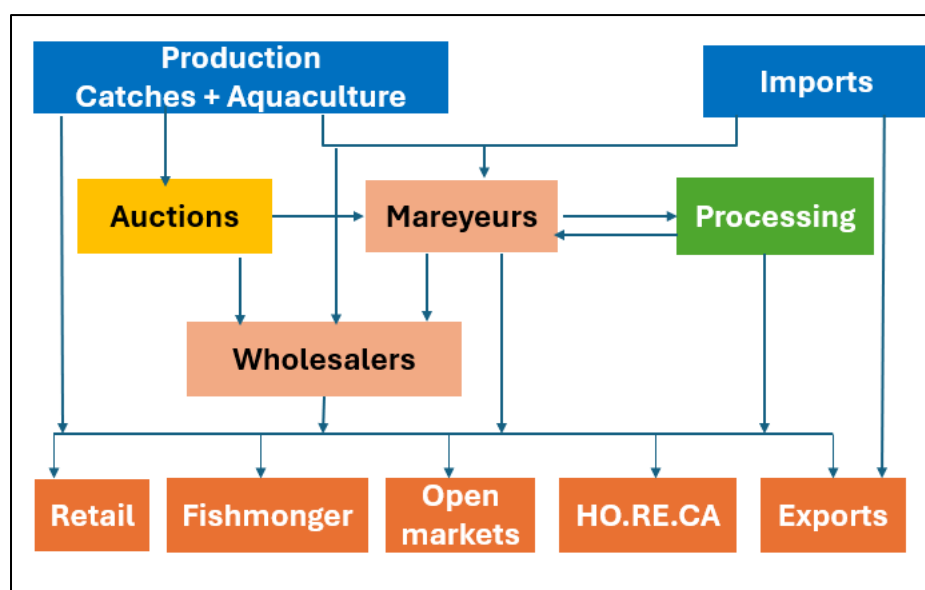 Production
Catches + Aquaculture
Imports
Auctions
Mareyeurs
Processing
Wholesalers
Retail
Fishmonger
Open
markets
HO.RE.CA
Exports